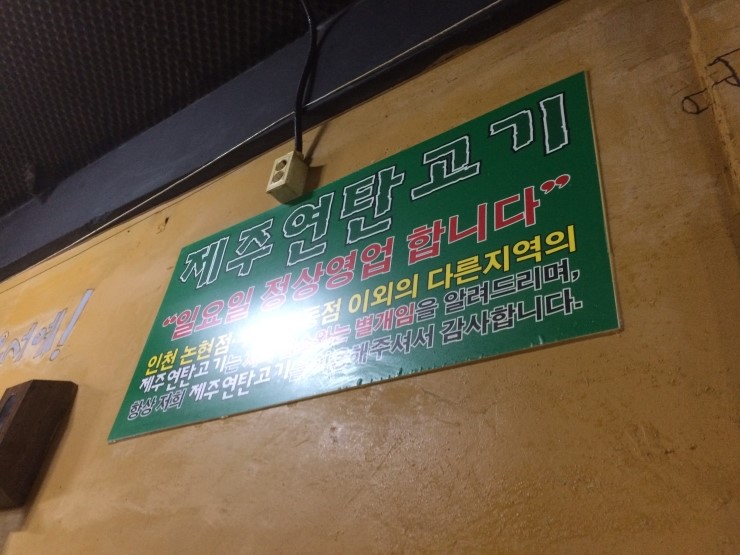 제주연탄고기
“일요일 정상영업 합니다”
인천 논현점 이외의 다른지역의
제주연탄고기는 별개임을 알려드리며,
항상 저희 제주연탄고기 해주셔서 감사합니다.